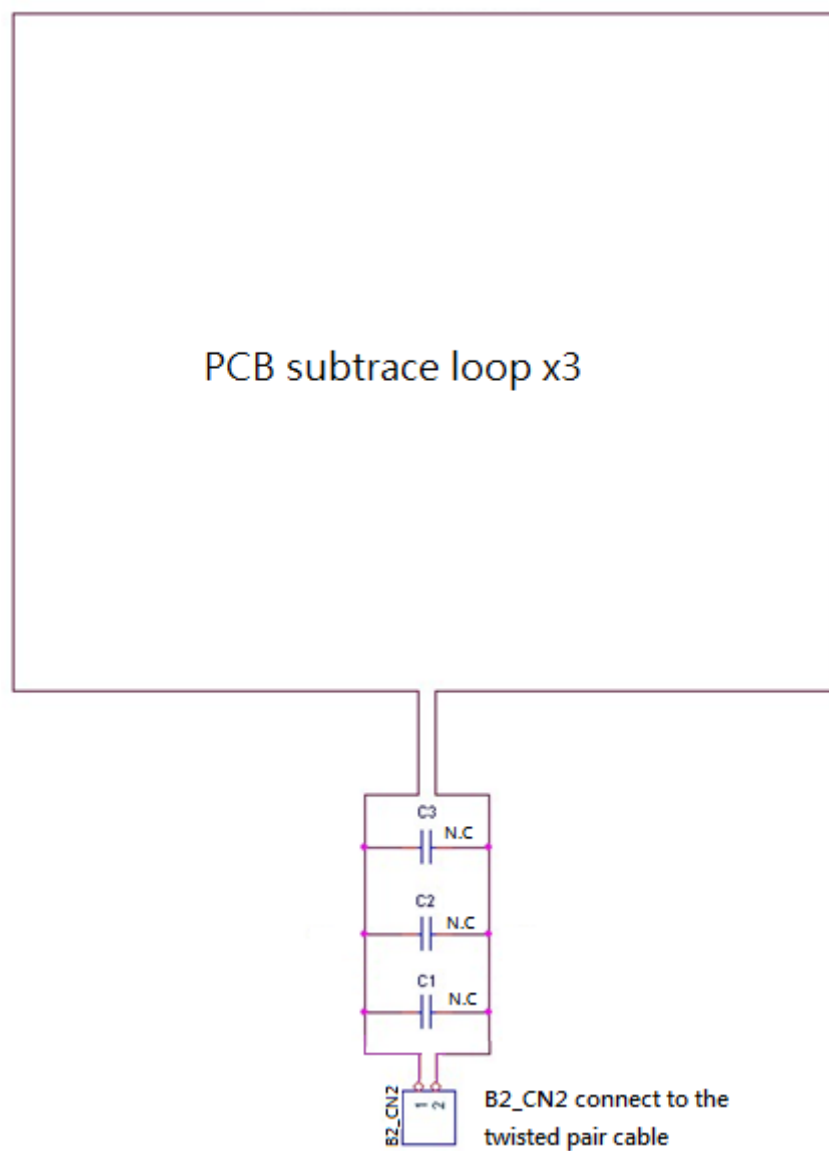 PCB subtrace loop x3
C3
N.C
C2
N.C
C1
N.C
B2_CN2
1
2
B2_CN2 connect to the
twisted pair cable